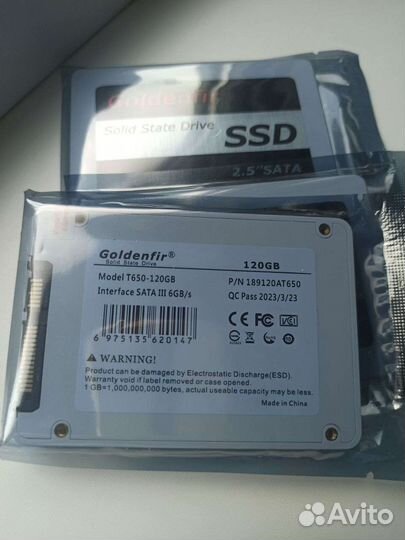 Goldenfir
Solid State Drive
SSD
2.5"SATA
Goldenfir®
Solid State Drive
120GB
Model T650-120GB
P/N 189120AT650
Interface SATA III 6GB/s
QC Pass 2023/3/23
6 975135 620147
CE FC
WARNING!
Product can be damaged by Electrostatic Discharge(ESD).
Warranty void if label removed or case opened.
1 GB=1,000,000,000 bytes, actual useable capacity may be less.
Made in China
Avito